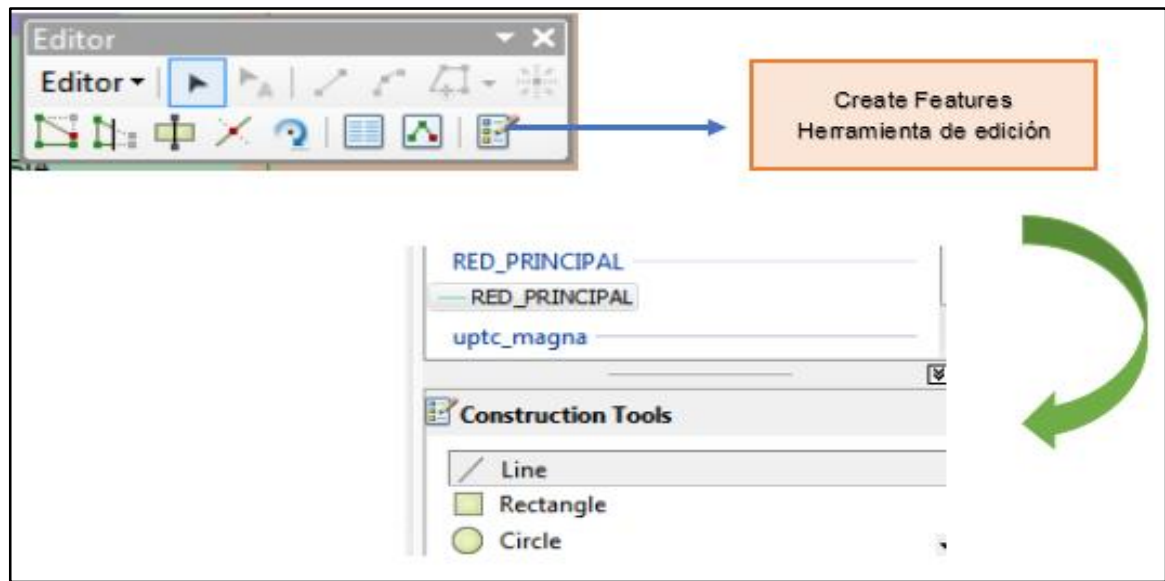 Editor
Editor
Create Features
Herramienta de edición
RED_PRINCIPAL
RED_PRINCIPAL
uptc_magna
Construction Tools
Line
Rectangle
Circle